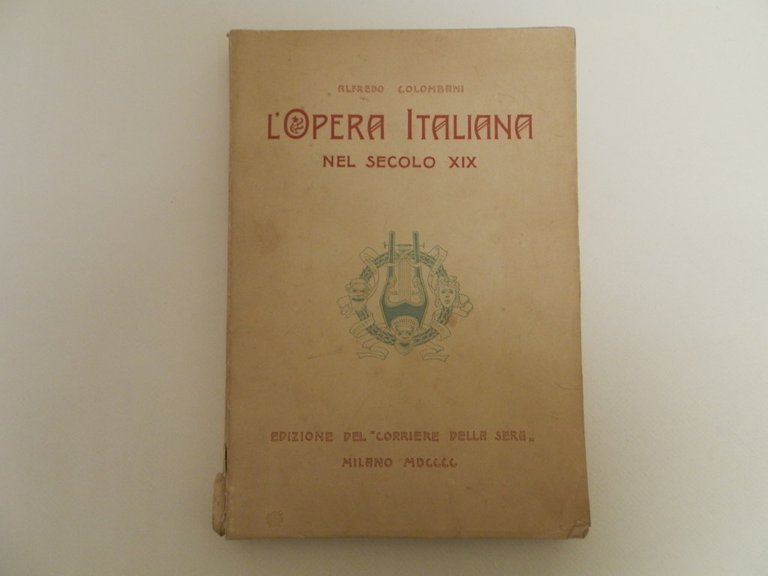 ALFREDO COLOMBANI
L'OPERA ITALIANA
NEL SECOLO XIX
EDIZIONE DEL "CORRIERE DELLA SERA„
MILANO MDCCCC